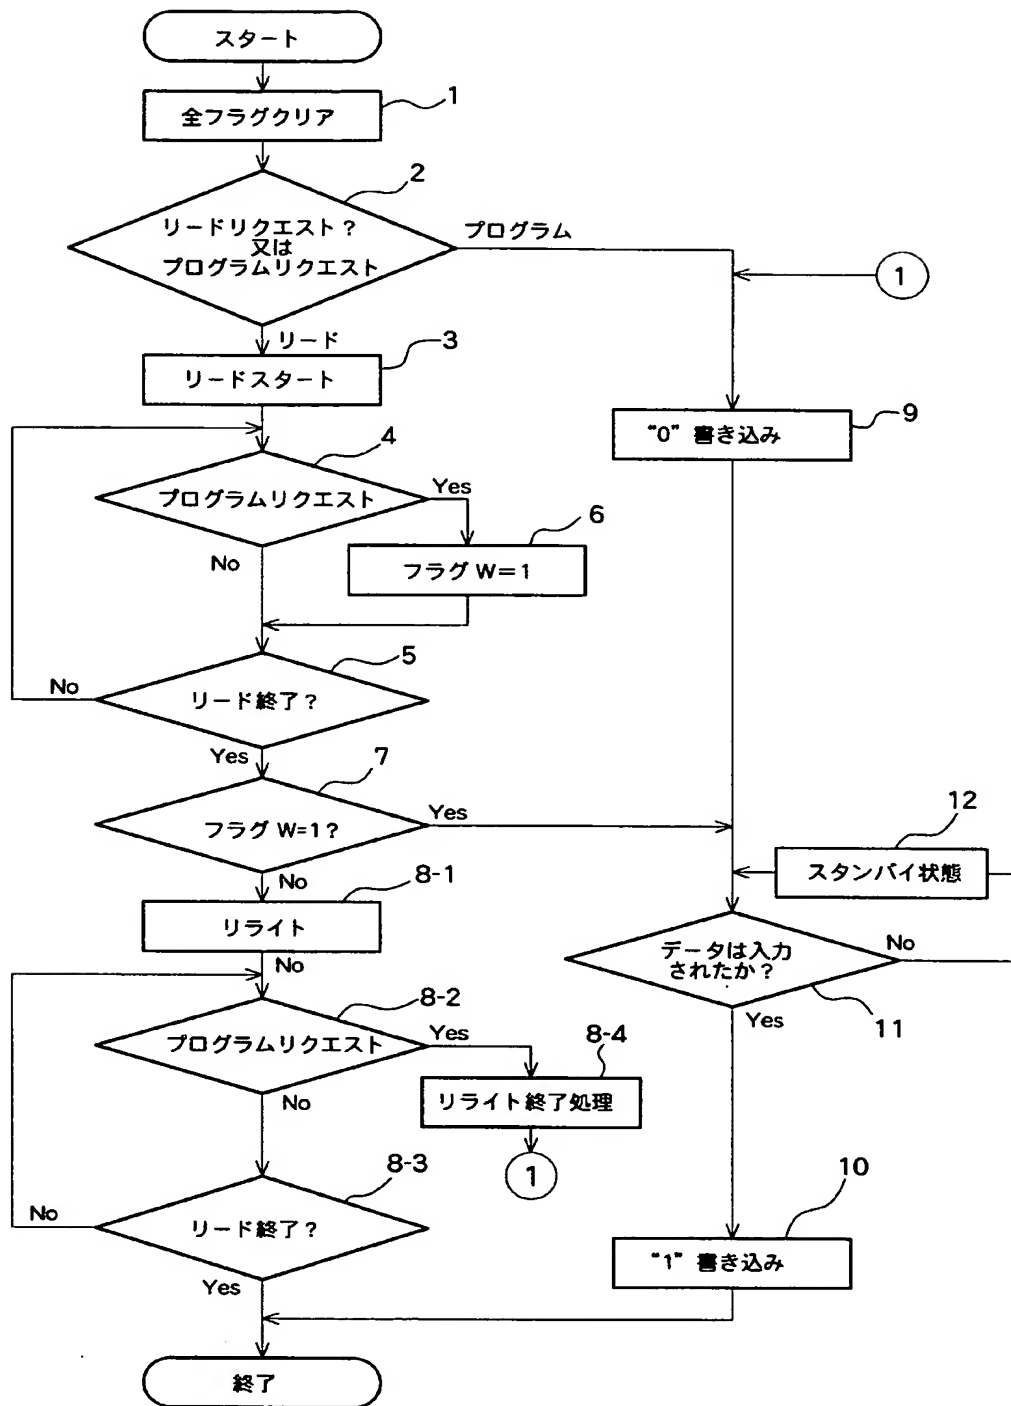 スタート
1
全フラグクリア
2
リードリクエスト?
又は
プログラムリクエスト
プログラム
1
リード
3
リードスタート
9
“0” 書き込み
4
プログラムリクエスト
Yes
6
No
フラグ W=1
5
No
リード終了?
Yes
7
フラグ W=1?
Yes
12
スタンバイ状態
No
8-1
リライト
No
データは入力
されたか?
No
11
Yes
8-2
プログラムリクエスト
Yes
8-4
No
リライト終了処理
1
8-3
No
リード終了?
Yes
10
“1” 書き込み
終了